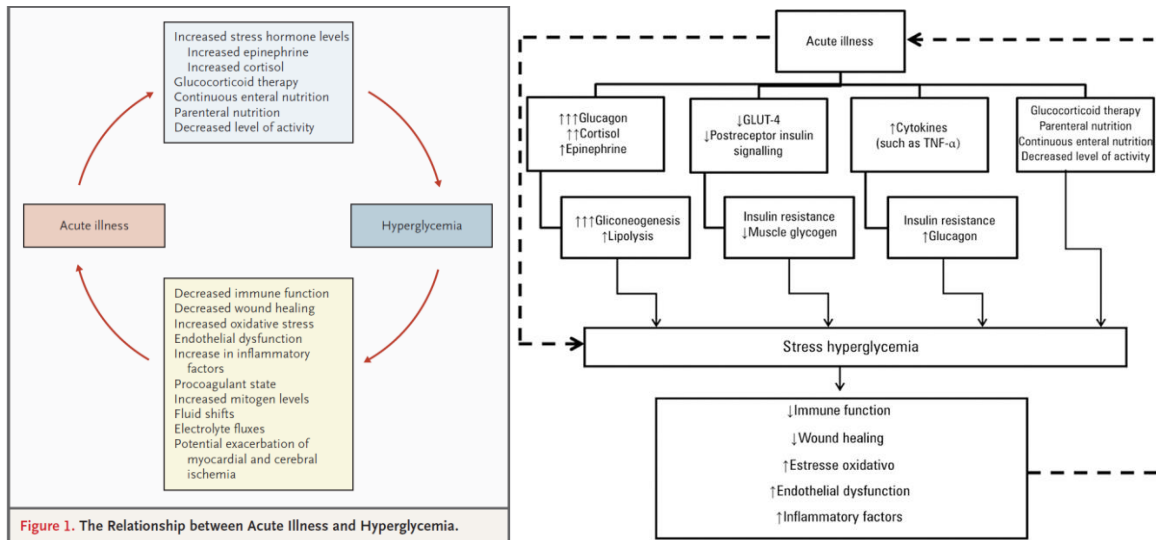 Increased stress hormone levels
Increased epinephrine
Increased cortisol
Glucocorticoid therapy
Continuous enteral nutrition
Parenteral nutrition
Decreased level of activity
Acute illness
Hyperglycemia
Decreased immune function
Decreased wound healing
Increased oxidative stress
Endothelial dysfunction
Increase in inflammatory
factors
Procoagulant state
Increased mitogen levels
Fluid shifts
Electrolyte fluxes
Potential exacerbation of
myocardial and cerebral
ischemia
Figure 1. The Relationship between Acute Illness and Hyperglycemia.
Acute illness
↑↑↑Glucagon
↑↑Cortisol
↑Epinephrine
↓GLUT-4
↓Postreceptor insulin
signalling
↑Cytokines
(such as TNF-α)
Glucocorticoid therapy
Parenteral nutrition
Continuous enteral nutrition
Decreased level of activity
↑↑↑Gliconeogenesis
↑Lipolysis
Insulin resistance
↓Muscle glycogen
Insulin resistance
↑Glucagon
Stress hyperglycemia
↓Immune function
↓Wound healing
↑Estresse oxidativo
↑Endothelial dysfunction
↑Inflammatory factors